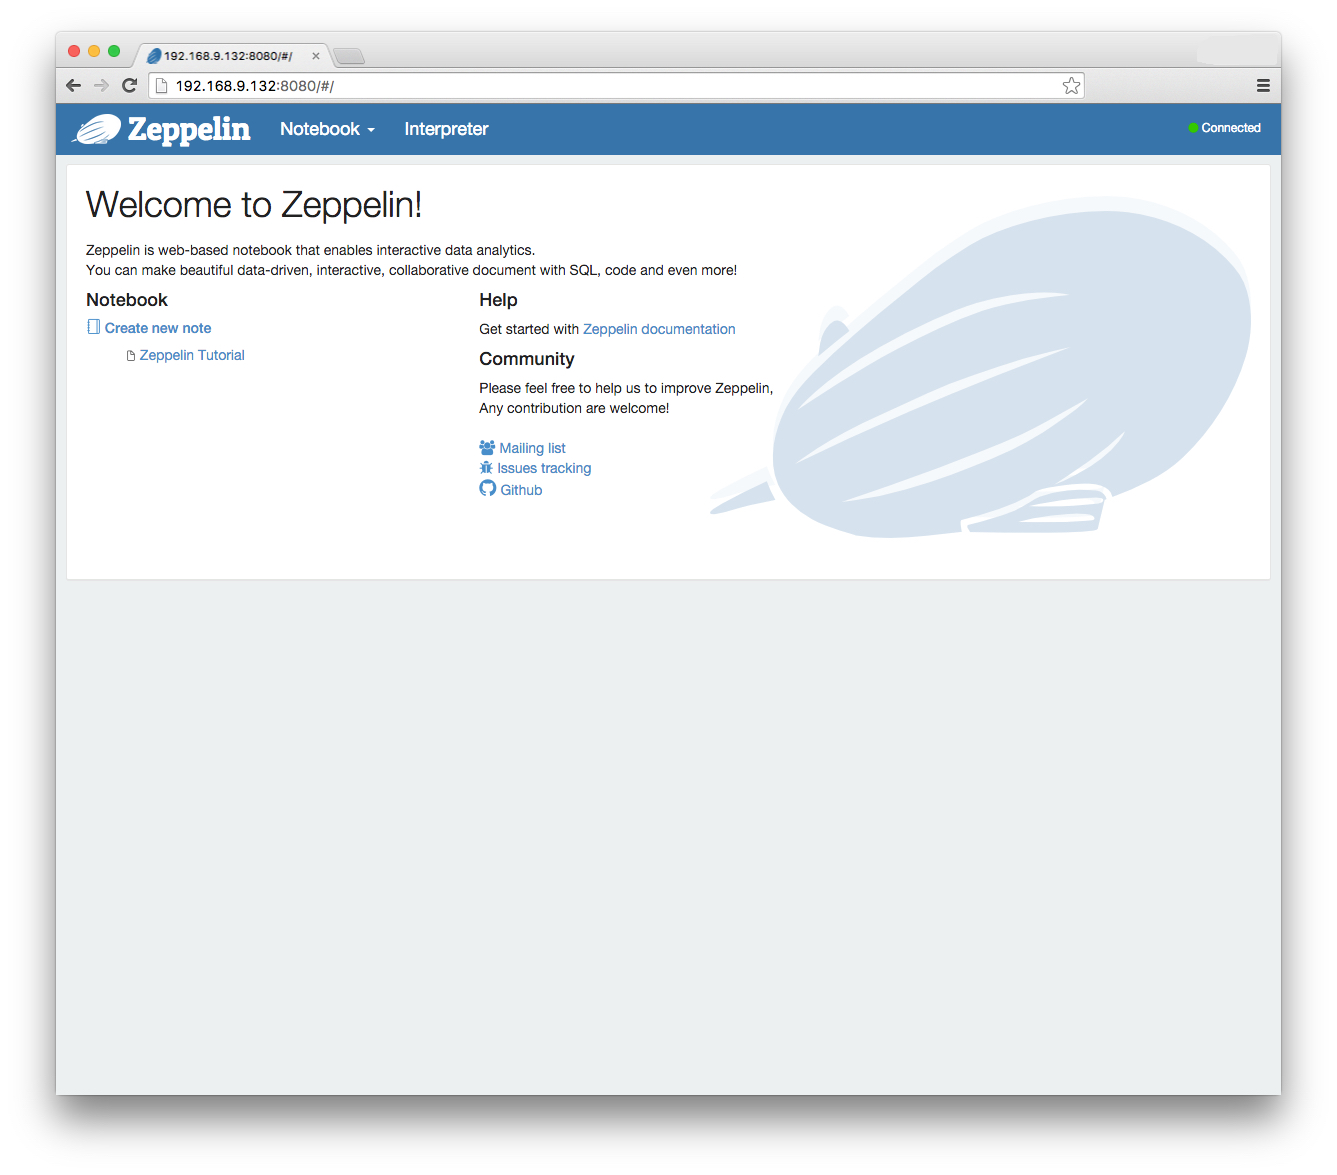 192.168.9.132:8080/#/
192.168.9.132:8080/#/
Zeppelin Notebook Interpreter Connected
Welcome to Zeppelin!
Zeppelin is web-based notebook that enables interactive data analytics.
You can make beautiful data-driven, interactive, collaborative document with SQL, code and even more!
Notebook
Create new note
Zeppelin Tutorial
Help
Get started with Zeppelin documentation
Community
Please feel free to help us to improve Zeppelin,
Any contribution are welcome!
Mailing list
Issues tracking
Github